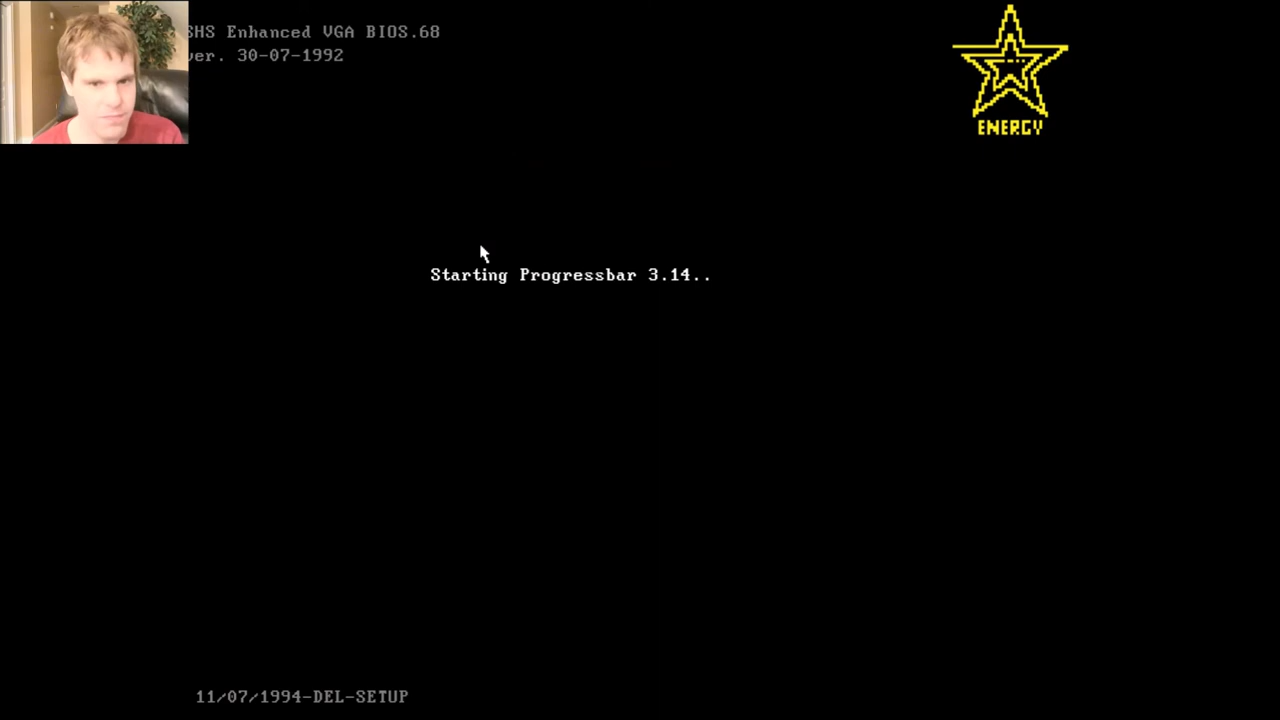 SHS Enhanced VGA BIOS.68
ver. 30-07-1992
ENERGY
Starting Progressbar 3.14..
11/07/1994-DEL-SETUP